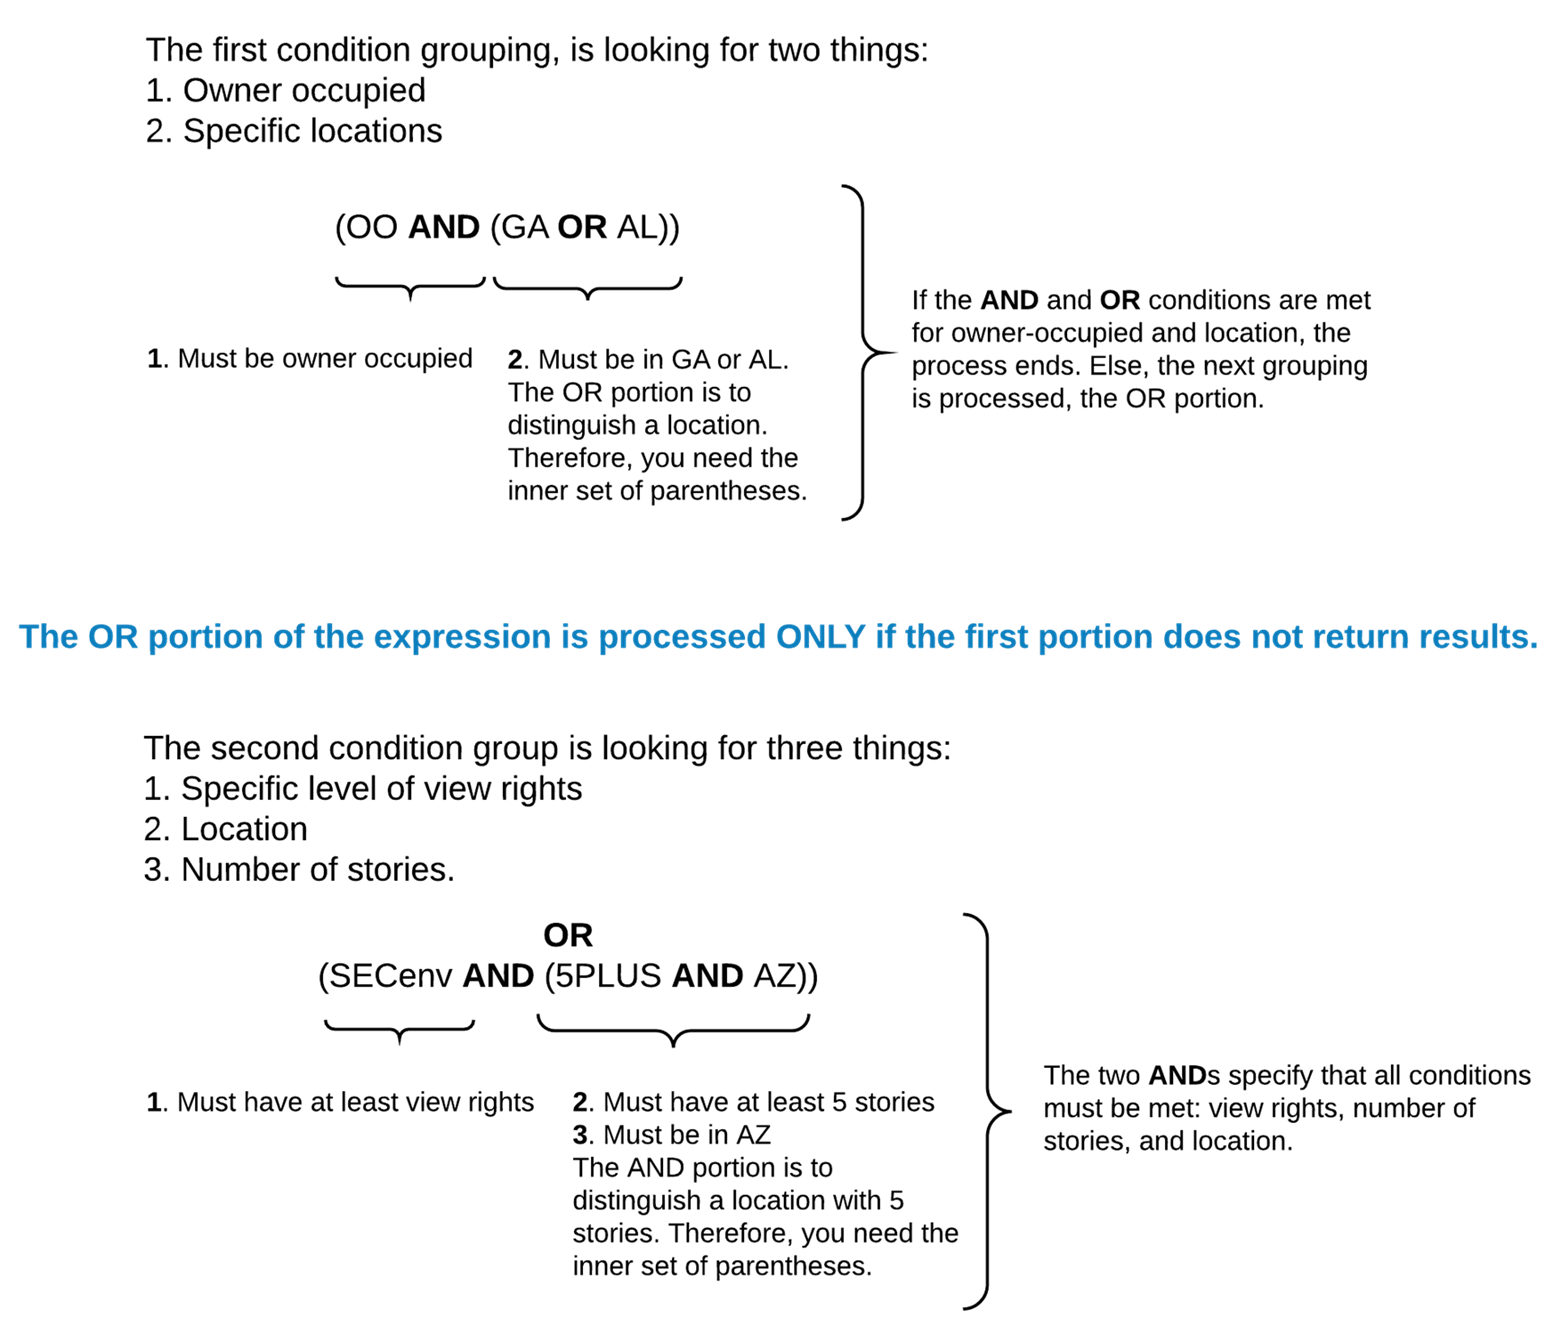 The first condition grouping, is looking for two things:
1. Owner occupied
2. Specific locations
(OO AND (GA OR AL))
1. Must be owner occupied
2. Must be in GA or AL.
The OR portion is to
distinguish a location.
Therefore, you need the
inner set of parentheses.
If the AND and OR conditions are met
for owner-occupied and location, the
process ends. Else, the next grouping
is processed, the OR portion.
The OR portion of the expression is processed ONLY if the first portion does not return results.
The second condition group is looking for three things:
1. Specific level of view rights
2. Location
3. Number of stories.
OR
(SECenv AND (5PLUS AND AZ))
1. Must have at least view rights
2. Must have at least 5 stories
3. Must be in AZ
The AND portion is to
distinguish a location with 5
stories. Therefore, you need the
inner set of parentheses.
The two ANDs specify that all conditions
must be met: view rights, number of
stories, and location.